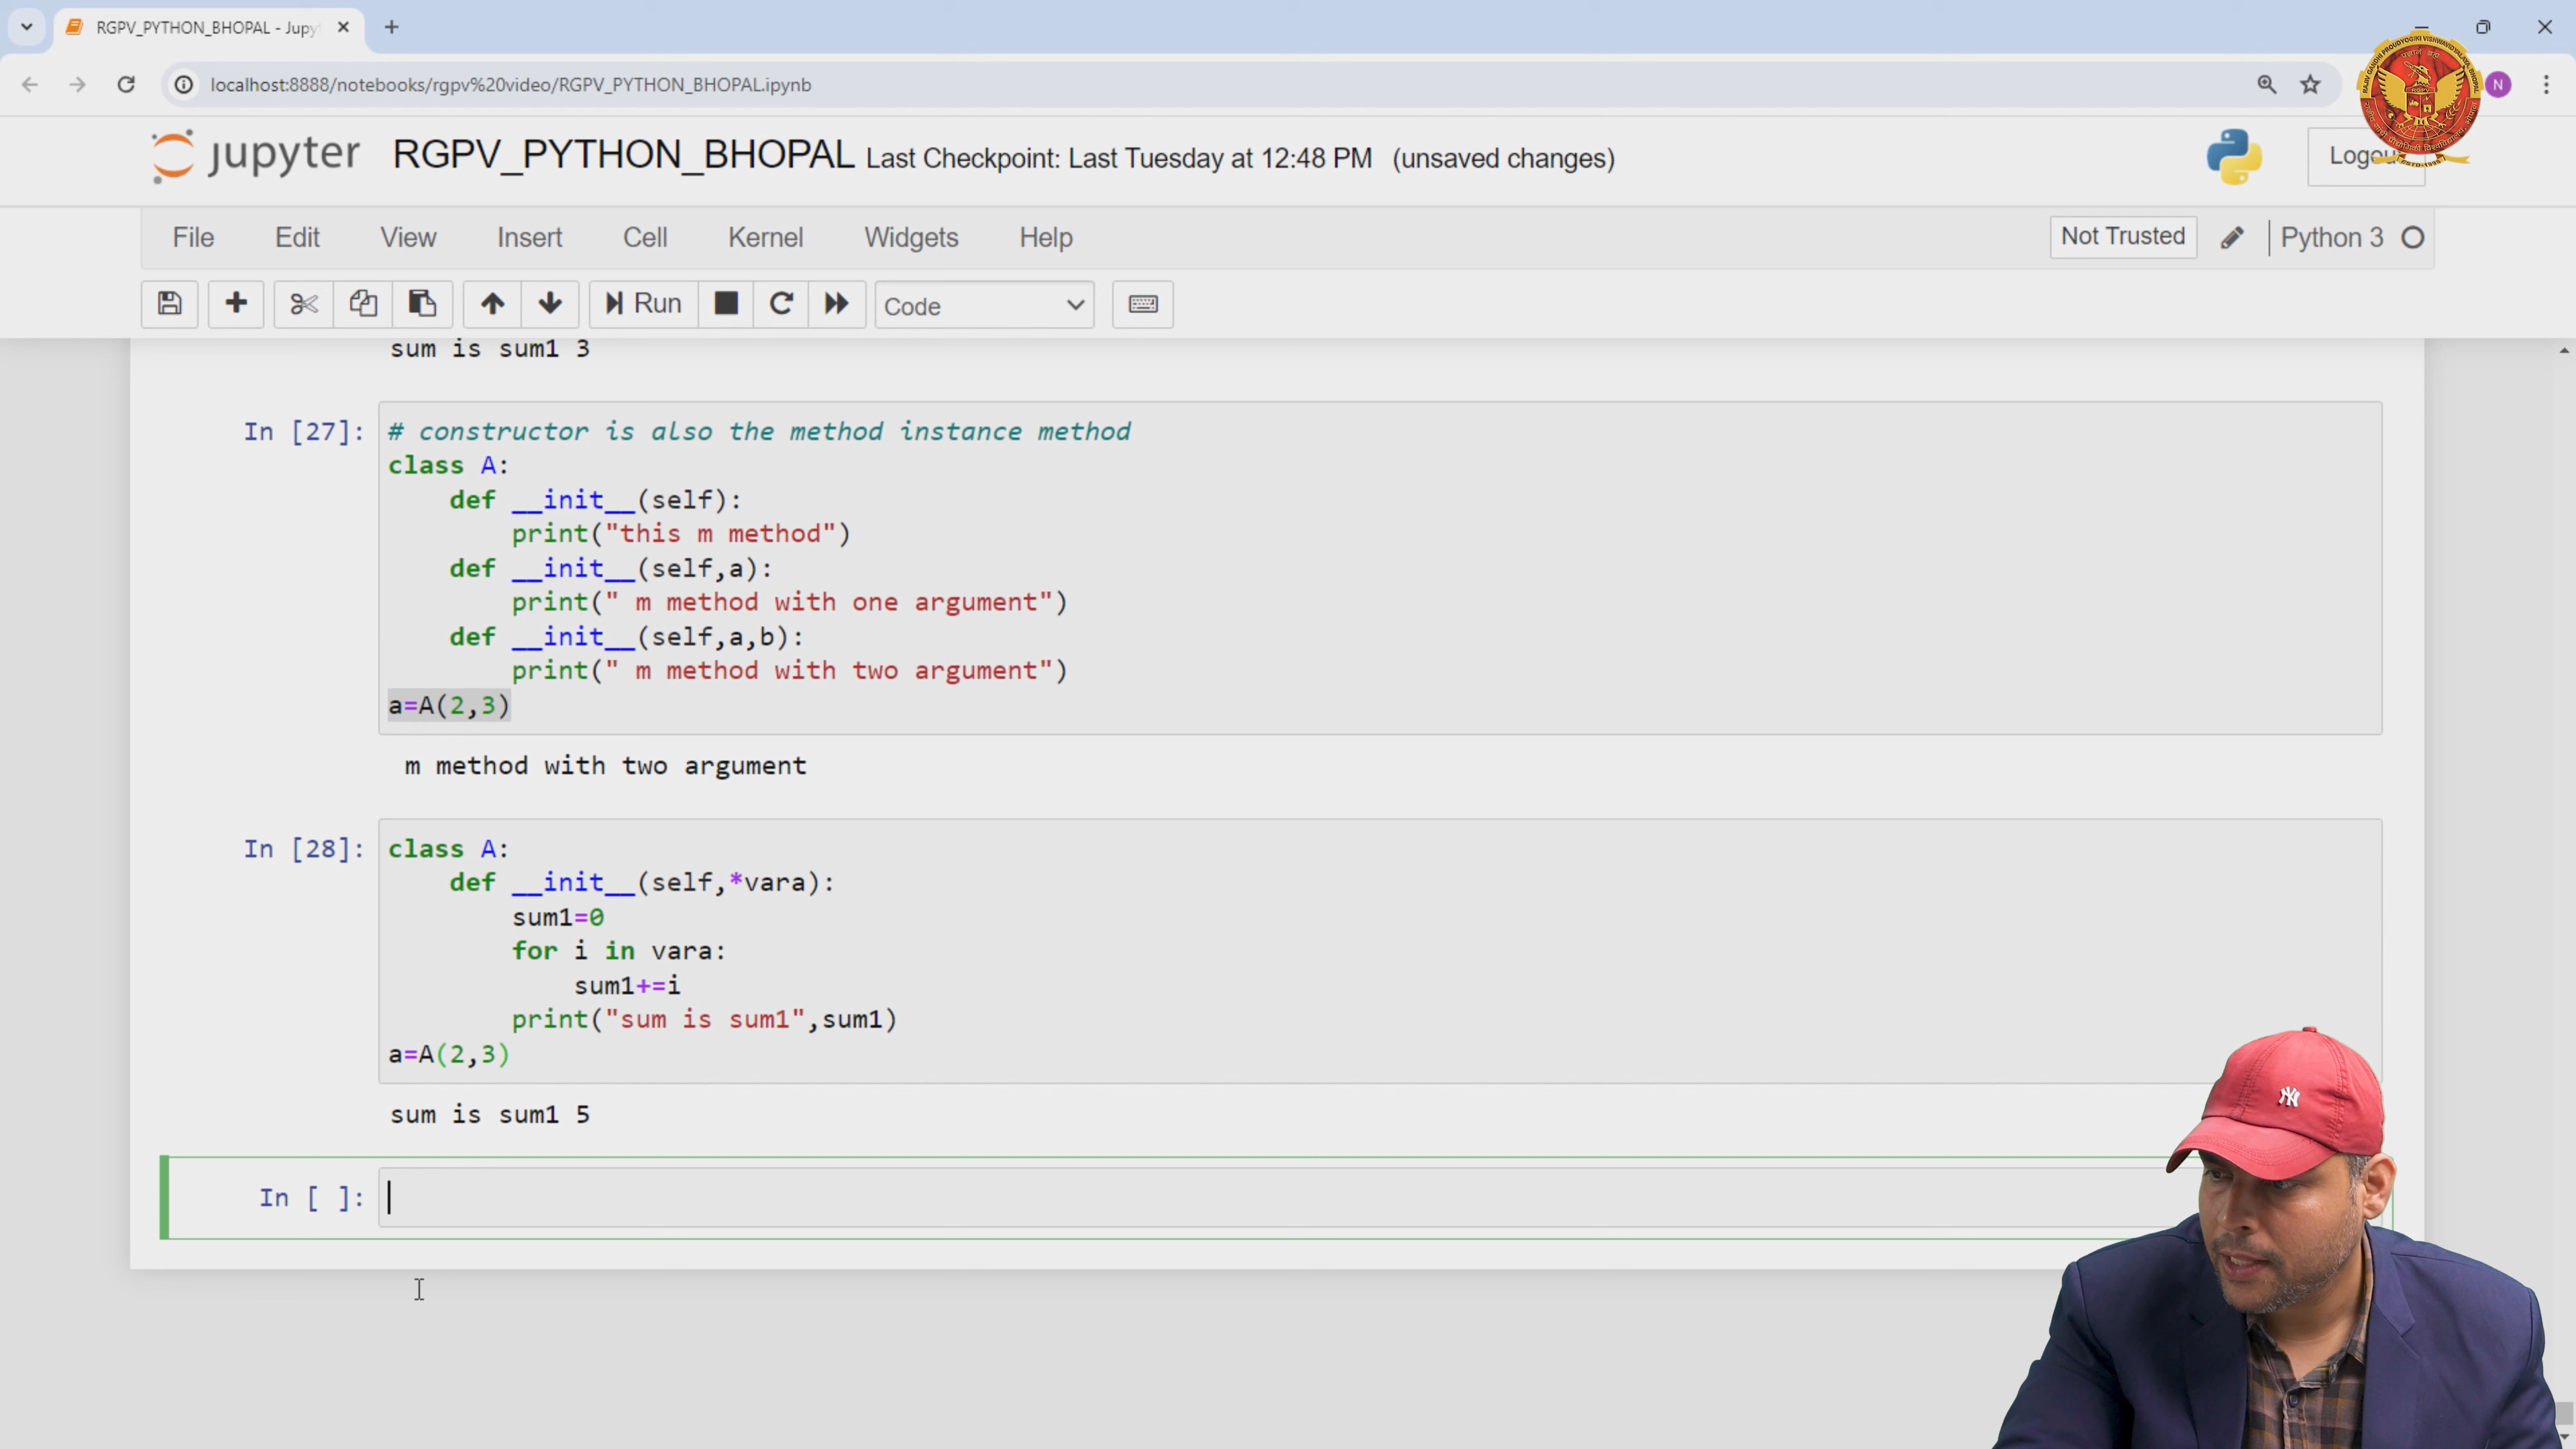 RGPV_PYTHON_BHOPAL - Jupy
localhost:8888/notebooks/rgpv%20video/RGPV_PYTHON_BHOPAL.ipynb
N
jupyter RGPV_PYTHON_BHOPAL Last Checkpoint: Last Tuesday at 12:48 PM (unsaved changes)
File Edit View Insert Cell Kernel Widgets Help
Not Trusted Python 3
Run Code
sum is sum1 3
In [27]: # constructor is also the method instance method
class A:
    def __init__(self):
        print("this m method")
    def __init__(self,a):
        print(" m method with one argument")
    def __init__(self,a,b):
        print(" m method with two argument")
a=A(2,3)
m method with two argument
In [28]: class A:
    def __init__(self,*vara):
        sum1=0
        for i in vara:
            sum1+=i
        print("sum is sum1",sum1)
a=A(2,3)
sum is sum1 5
In [ ]: